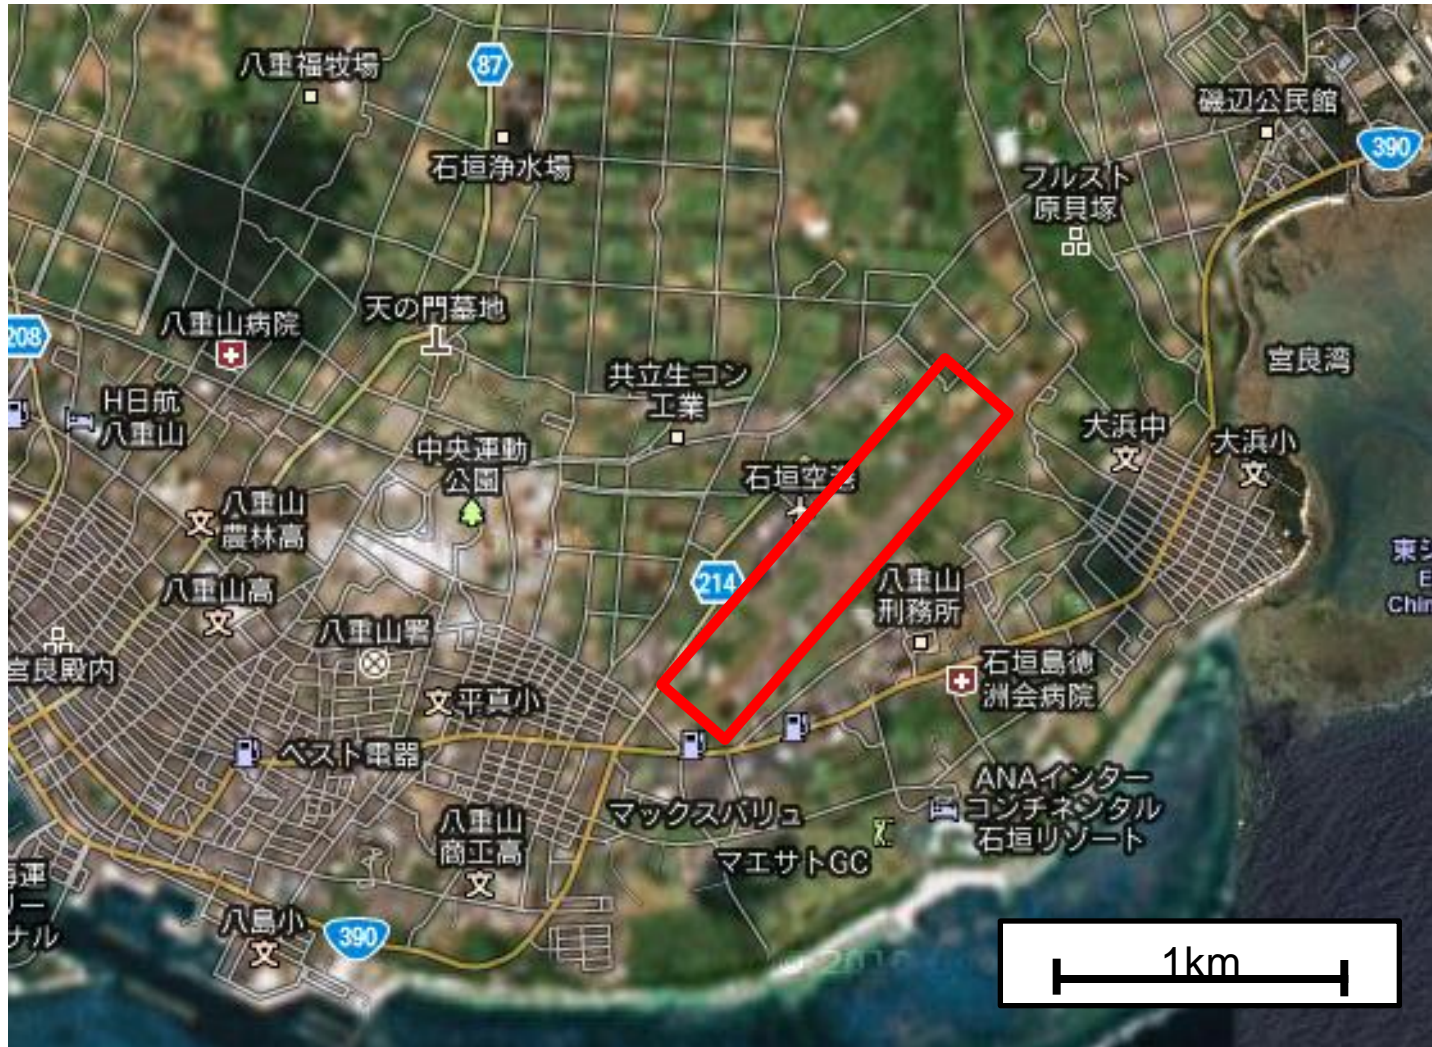 八重福牧場
87
石垣浄水場
磯辺公民館
390
フルスト
原貝塚
天の門墓地
八重山病院
208
宮良湾
共立生コン
工業
H日航
八重山
中央運動
公園
大浜中
大浜小
石垣空港
八重山
農林高
214
八重山
刑務所
八重山高
八重山署
宮良殿内
石垣島徳
洲会病院
平真小
ベスト電器
ANAインター
コンチネンタル
石垣リゾート
マックスバリュ
八重山
商工高
マエサトGC
八島小
390
1km